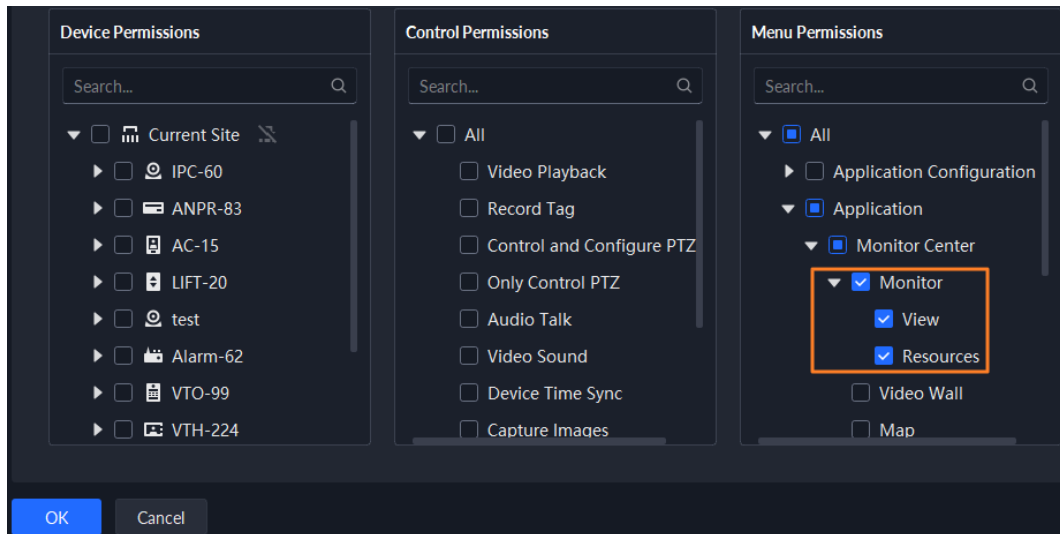 Device Permissions
Search...
Current Site
IPC-60
ANPR-83
AC-15
LIFT-20
test
Alarm-62
VTO-99
VTH-224
Control Permissions
Search...
All
Video Playback
Record Tag
Control and Configure PTZ
Only Control PTZ
Audio Talk
Video Sound
Device Time Sync
Capture Images
Menu Permissions
Search...
All
Application Configuration
Application
Monitor Center
Monitor
View
Resources
Video Wall
Map
OK
Cancel